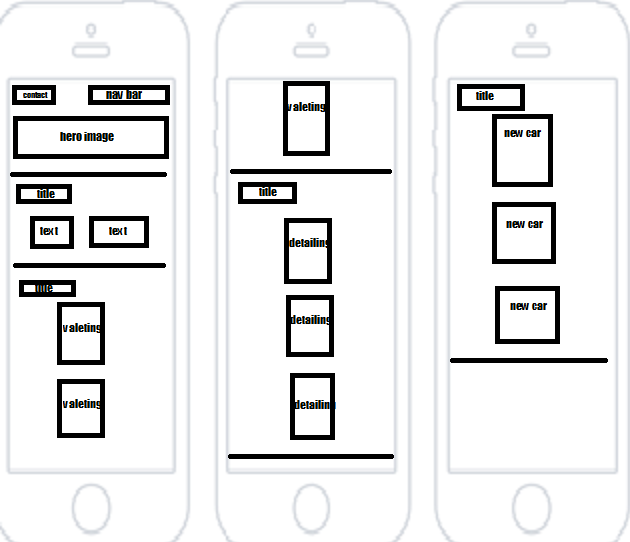 contact
nav bar
hero image
title
text
text
title
valeting
valeting
valeting
title
detailing
detailing
detailing
title
new car
new car
new car